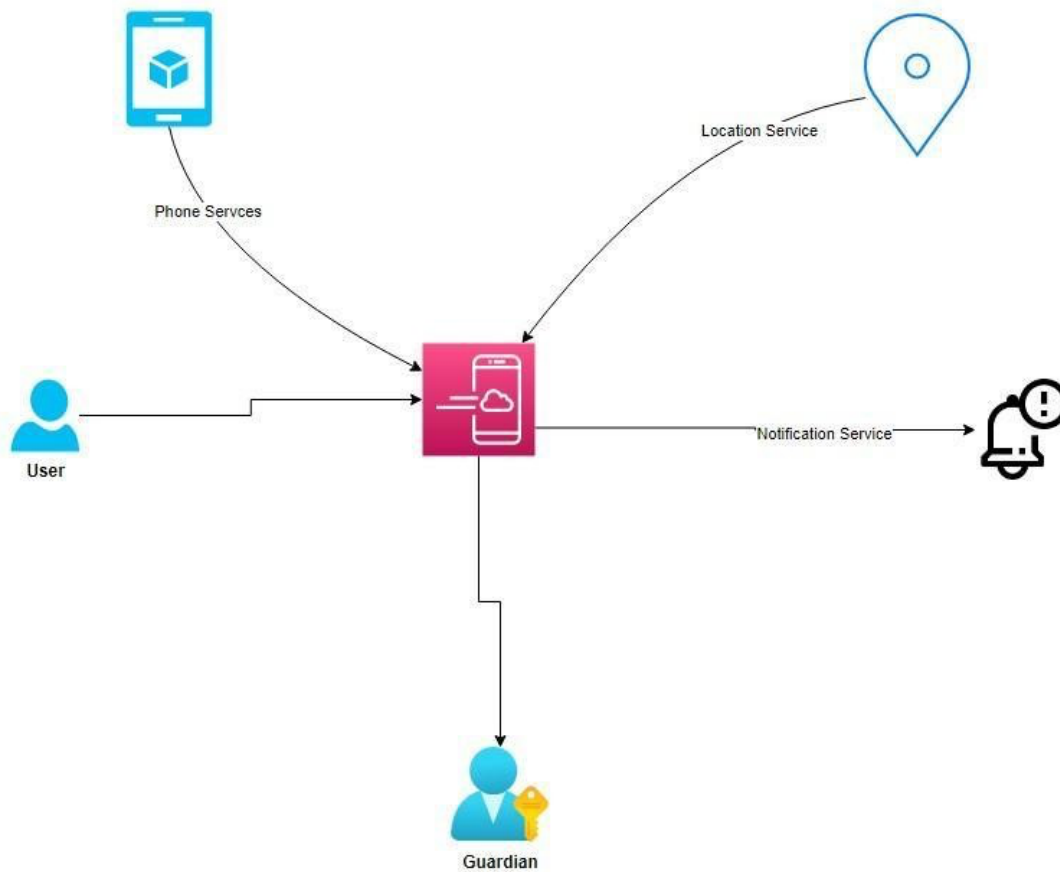 Location Service
Phone Servces
Notification Service
User
Guardian